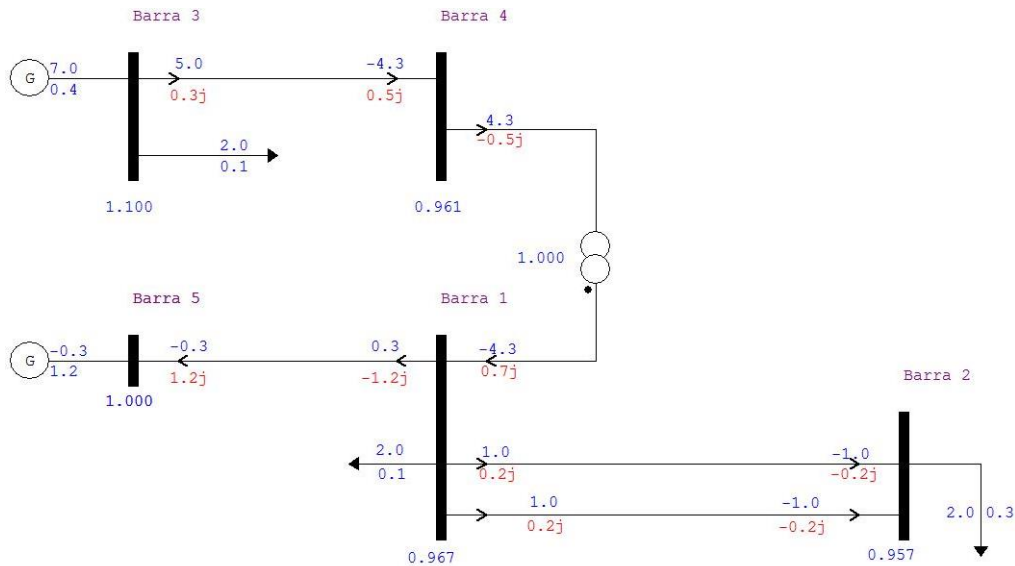 Barra 3
Barra 4
G
7.0
0.4
5.0
0.3j
-4.3
0.5j
4.3
-0.5j
2.0
0.1
1.100
0.961
1.000
Barra 5
Barra 1
G
-0.3
1.2
-0.3
1.2j
0.3
-1.2j
-4.3
0.7j
1.000
Barra 2
2.0
0.1
1.0
0.2j
-1.0
-0.2j
1.0
0.2j
-1.0
-0.2j
2.0
0.3
0.967
0.957